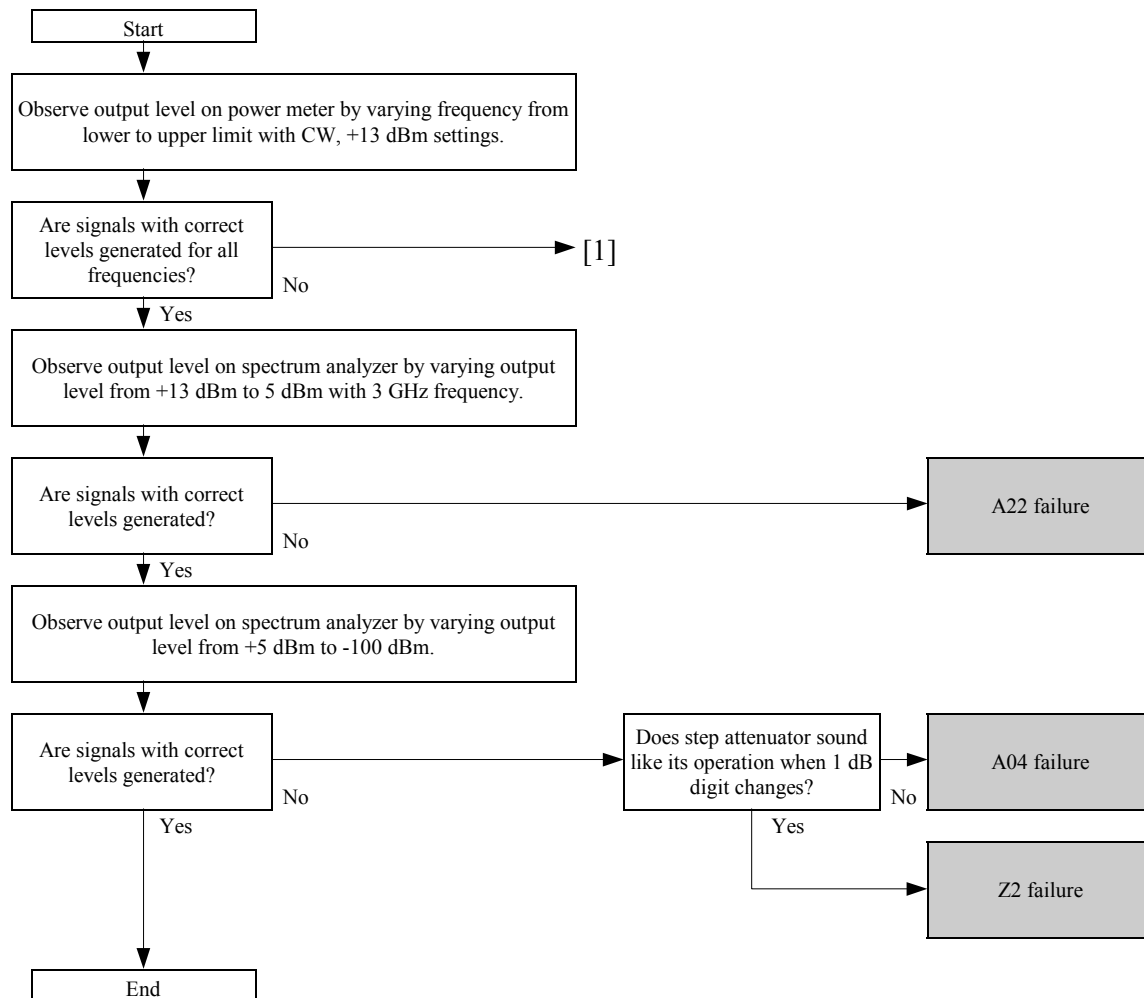 Start
Observe output level on power meter by varying frequency from
lower to upper limit with CW, +13 dBm settings.
Are signals with correct
levels generated for all
frequencies?
[1]
No
Yes
Observe output level on spectrum analyzer by varying output
level from +13 dBm to 5 dBm with 3 GHz frequency.
Are signals with correct
levels generated?
A22 failure
No
Yes
Observe output level on spectrum analyzer by varying output
level from +5 dBm to -100 dBm.
Are signals with correct
levels generated?
No
Does step attenuator sound
like its operation when 1 dB
digit changes?
A04 failure
No
Yes
Yes
Z2 failure
End